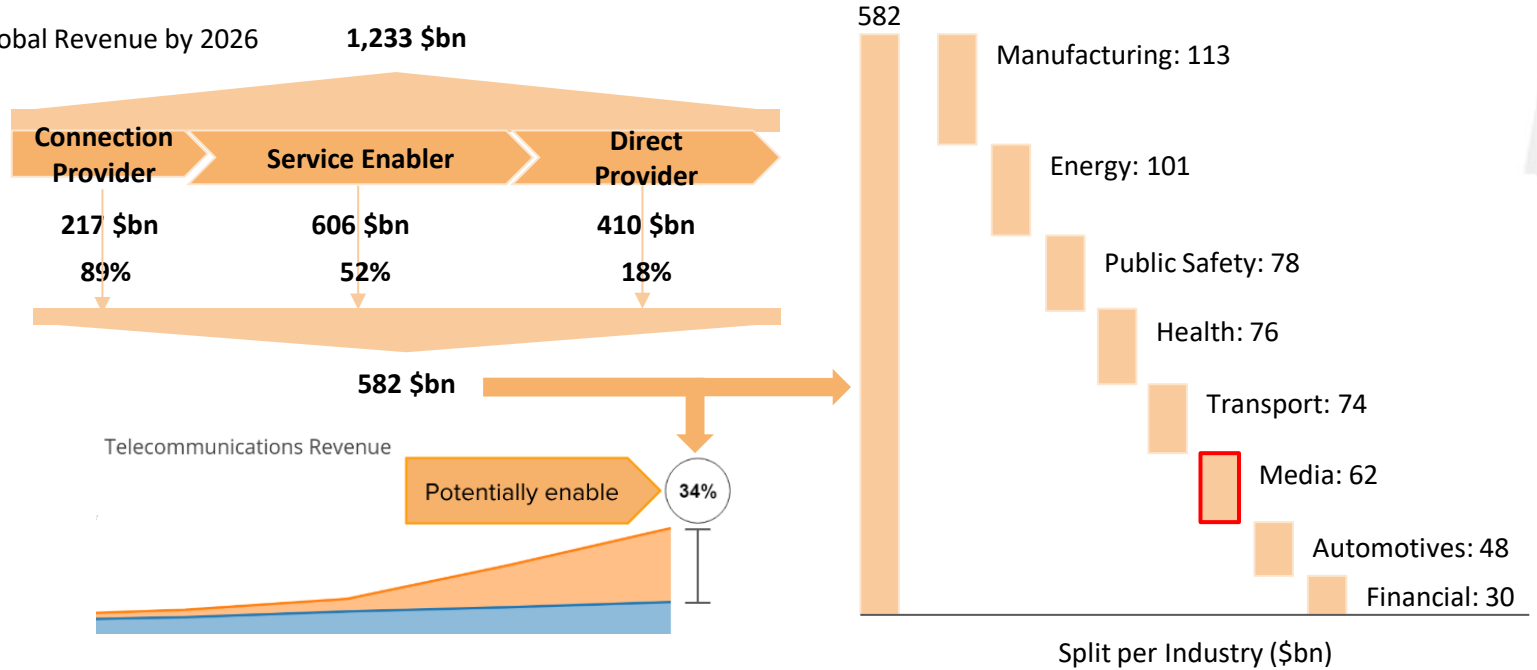 obal Revenue by 2026
1,233 $bn
Connection
Provider
Service Enabler
Direct
Provider
217 $bn
606 $bn
410 $bn
89%
52%
18%
582 $bn
Telecommunications Revenue
Potentially enable
34%
582
Manufacturing: 113
Energy: 101
Public Safety: 78
Health: 76
Transport: 74
Media: 62
Automotives: 48
Financial: 30
Split per Industry ($bn)